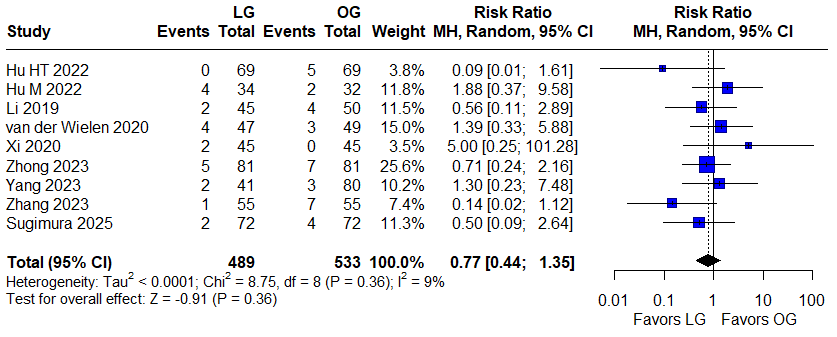 LG OG Risk Ratio Risk Ratio
Study Events Total Events Total Weight MH, Random, 95% CI MH, Random, 95% CI
Hu HT 2022 0 69 5 69 3.8% 0.09 [0.01; 1.61]
Hu M 2022 4 34 2 32 11.8% 1.88 [0.37; 9.58]
Li 2019 2 45 4 50 11.5% 0.56 [0.11; 2.89]
van der Wielen 2020 4 47 3 49 15.0% 1.39 [0.33; 5.88]
Xi 2020 2 45 0 45 3.5% 5.00 [0.25; 101.28]
Zhong 2023 5 81 7 81 25.6% 0.71 [0.24; 2.16]
Yang 2023 2 41 3 80 10.2% 1.30 [0.23; 7.48]
Zhang 2023 1 55 7 55 7.4% 0.14 [0.02; 1.12]
Sugimura 2025 2 72 4 72 11.3% 0.50 [0.09; 2.64]
Total (95% CI) 489 533 100.0% 0.77 [0.44; 1.35]
Heterogeneity: Tau² < 0.0001; Chi² = 8.75, df = 8 (P = 0.36); I² = 9%
Test for overall effect: Z = -0.91 (P = 0.36)
0.01 0.1 1 10 100
Favors LG Favors OG